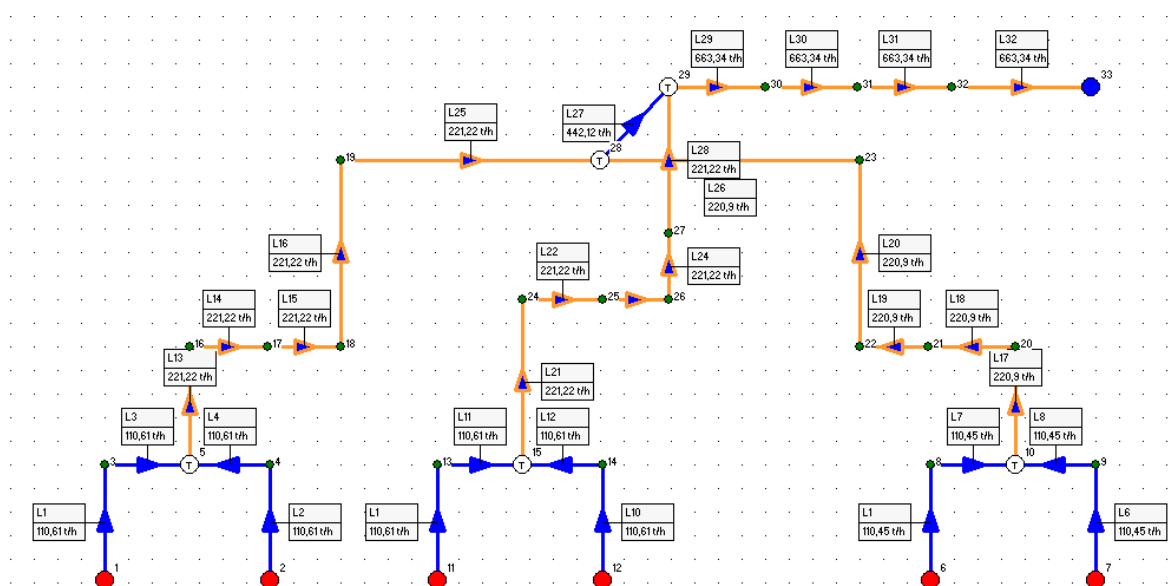 L29
663,34 t/h
L30
663,34 t/h
L31
663,34 t/h
L32
663,34 t/h
29
30
31
32
33
T
L25
221,22 t/h
L27
442,12 t/h
28
T
19
23
L28
221,22 t/h
L26
220,9 t/h
27
L16
221,22 t/h
L22
221,22 t/h
L24
221,22 t/h
L20
220,9 t/h
24
25
26
L14
221,22 t/h
L15
221,22 t/h
L19
220,9 t/h
L18
220,9 t/h
16
17
18
22
21
20
L13
221,22 t/h
L21
221,22 t/h
L17
220,9 t/h
L3
110,61 t/h
L4
110,61 t/h
L11
110,61 t/h
L12
110,61 t/h
L7
110,45 t/h
L8
110,45 t/h
3
5
T
4
13
15
T
14
8
10
T
9
L1
110,61 t/h
L2
110,61 t/h
L1
110,61 t/h
L10
110,61 t/h
L1
110,45 t/h
L6
110,45 t/h
1
2
11
12
6
7